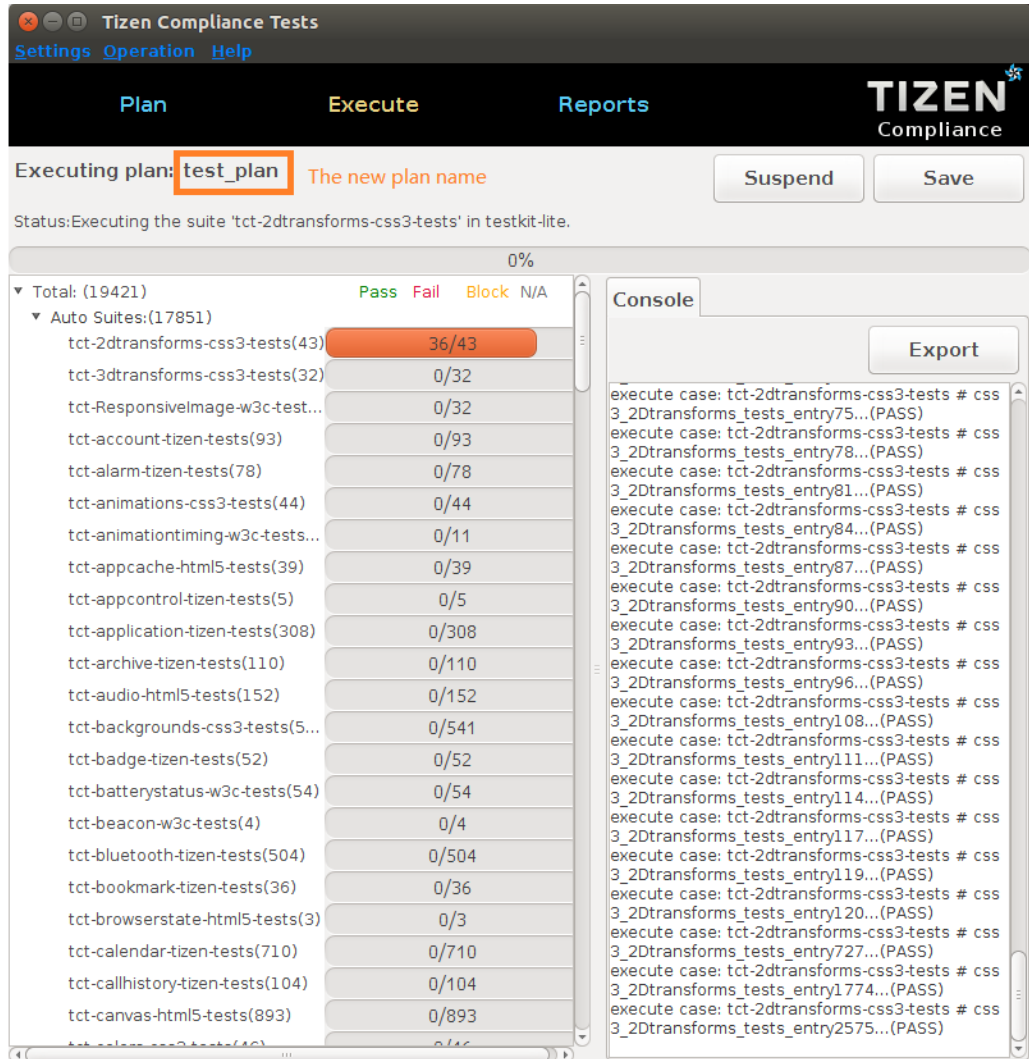 Tizen Compliance Tests
Settings Operation Help
Plan Execute Reports
TIZEN
Compliance
Executing plan: test_plan The new plan name Suspend Save
Status:Executing the suite 'tct-2dtransforms-css3-tests' in testkit-lite.
0%
Total: (19421) Pass Fail Block N/A
Auto Suites:(17851)
tct-2dtransforms-css3-tests(43) 36/43
tct-3dtransforms-css3-tests(32) 0/32
tct-ResponsiveImage-w3c-test... 0/32
tct-account-tizen-tests(93) 0/93
tct-alarm-tizen-tests(78) 0/78
tct-animations-css3-tests(44) 0/44
tct-animationtiming-w3c-tests... 0/11
tct-appcache-html5-tests(39) 0/39
tct-appcontrol-tizen-tests(5) 0/5
tct-application-tizen-tests(308) 0/308
tct-archive-tizen-tests(110) 0/110
tct-audio-html5-tests(152) 0/152
tct-backgrounds-css3-tests(5... 0/541
tct-badge-tizen-tests(52) 0/52
tct-batterystatus-w3c-tests(54) 0/54
tct-beacon-w3c-tests(4) 0/4
tct-bluetooth-tizen-tests(504) 0/504
tct-bookmark-tizen-tests(36) 0/36
tct-browserstate-html5-tests(3) 0/3
tct-calendar-tizen-tests(710) 0/710
tct-callhistory-tizen-tests(104) 0/104
tct-canvas-html5-tests(893) 0/893
Console
Export
execute case: tct-2dtransforms-css3-tests # css
3_2Dtransforms_tests_entry75...(PASS)
execute case: tct-2dtransforms-css3-tests # css
3_2Dtransforms_tests_entry78...(PASS)
execute case: tct-2dtransforms-css3-tests # css
3_2Dtransforms_tests_entry81...(PASS)
execute case: tct-2dtransforms-css3-tests # css
3_2Dtransforms_tests_entry84...(PASS)
execute case: tct-2dtransforms-css3-tests # css
3_2Dtransforms_tests_entry87...(PASS)
execute case: tct-2dtransforms-css3-tests # css
3_2Dtransforms_tests_entry90...(PASS)
execute case: tct-2dtransforms-css3-tests # css
3_2Dtransforms_tests_entry93...(PASS)
execute case: tct-2dtransforms-css3-tests # css
3_2Dtransforms_tests_entry96...(PASS)
execute case: tct-2dtransforms-css3-tests # css
3_2Dtransforms_tests_entry108...(PASS)
execute case: tct-2dtransforms-css3-tests # css
3_2Dtransforms_tests_entry111...(PASS)
execute case: tct-2dtransforms-css3-tests # css
3_2Dtransforms_tests_entry114...(PASS)
execute case: tct-2dtransforms-css3-tests # css
3_2Dtransforms_tests_entry117...(PASS)
execute case: tct-2dtransforms-css3-tests # css
3_2Dtransforms_tests_entry119...(PASS)
execute case: tct-2dtransforms-css3-tests # css
3_2Dtransforms_tests_entry120...(PASS)
execute case: tct-2dtransforms-css3-tests # css
3_2Dtransforms_tests_entry727...(PASS)
execute case: tct-2dtransforms-css3-tests # css
3_2Dtransforms_tests_entry1774...(PASS)
execute case: tct-2dtransforms-css3-tests # css
3_2Dtransforms_tests_entry2575...(PASS)